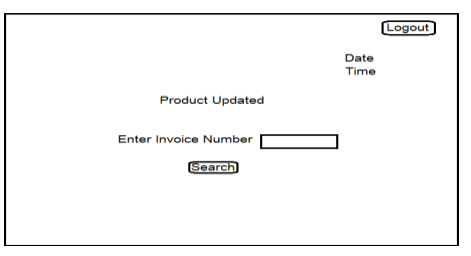 Logout
Date
Time
Product Updated
Enter Invoice Number
Search